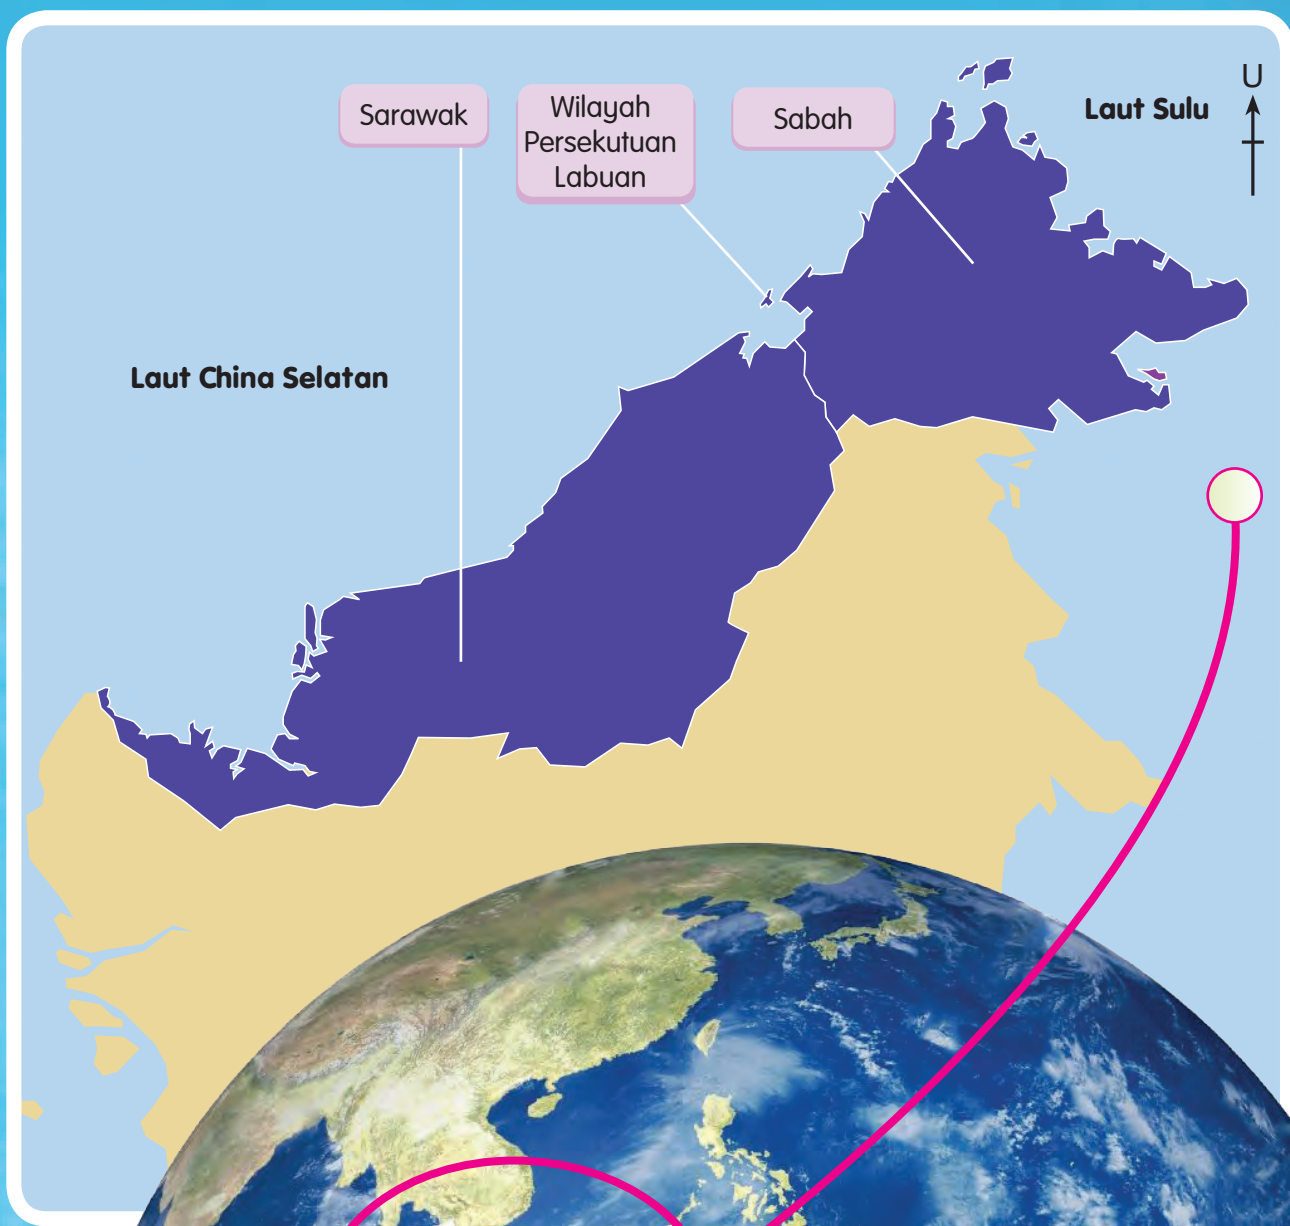 Sarawak
Wilayah
Persekutuan
Labuan
Sabah
Laut Sulu
U
Laut China Selatan